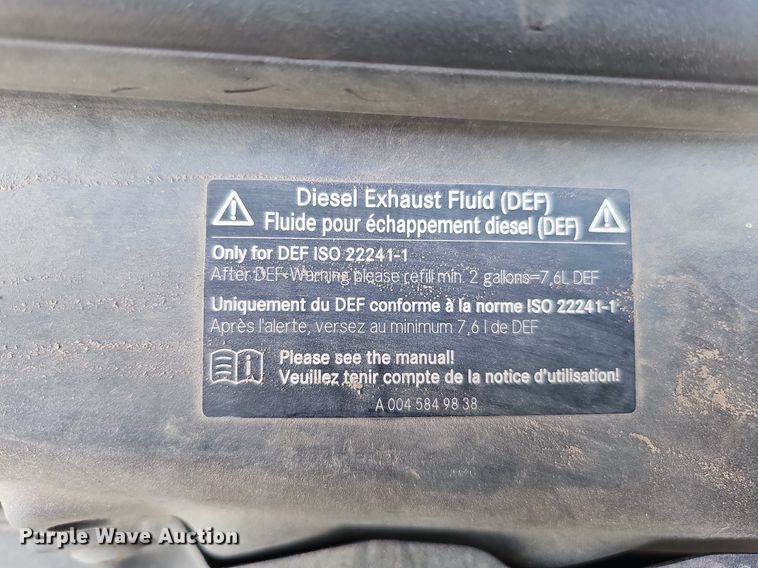 Diesel Exhaust Fluid (DEF)
Fluide pour échappement diesel (DEF)
Only for DEF ISO 22241-1
After DEF-Warning please refill min. 2 gallons=7,6L DEF
Uniquement du DEF conforme à la norme ISO 22241-1
Après l'alerte, versez au minimum 7,6 l de DEF
Please see the manual!
Veuillez tenir compte de la notice d'utilisation!
A 004 584 98 38
Purple Wave Auction